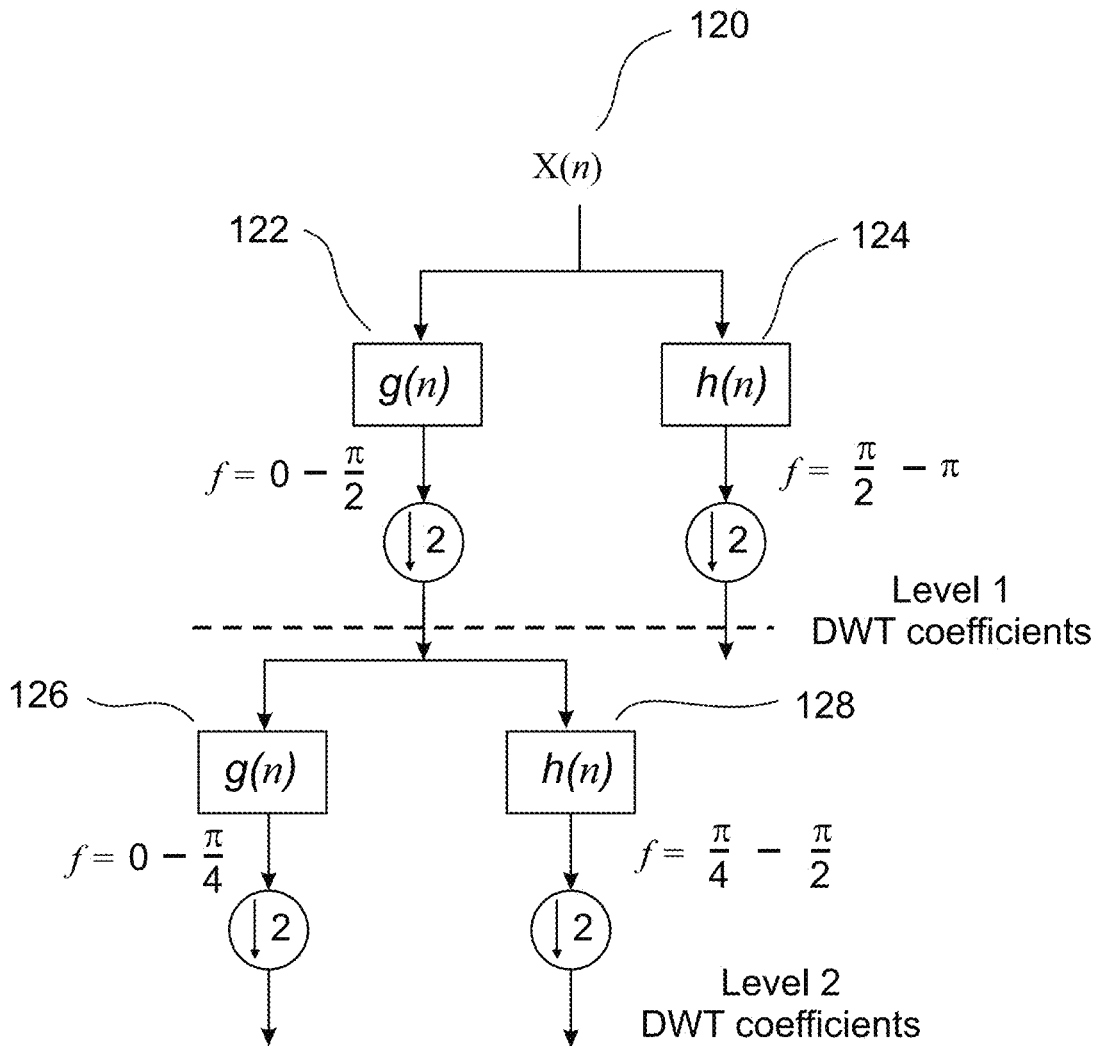 120
X(n)
122
124
g(n)
h(n)
f = 0 – π/2
f = π/2 – π
↓ 2
↓ 2
Level 1
DWT coefficients
126
128
g(n)
h(n)
f = 0 – π/4
f = π/4 – π/2
↓ 2
↓ 2
Level 2
DWT coefficients